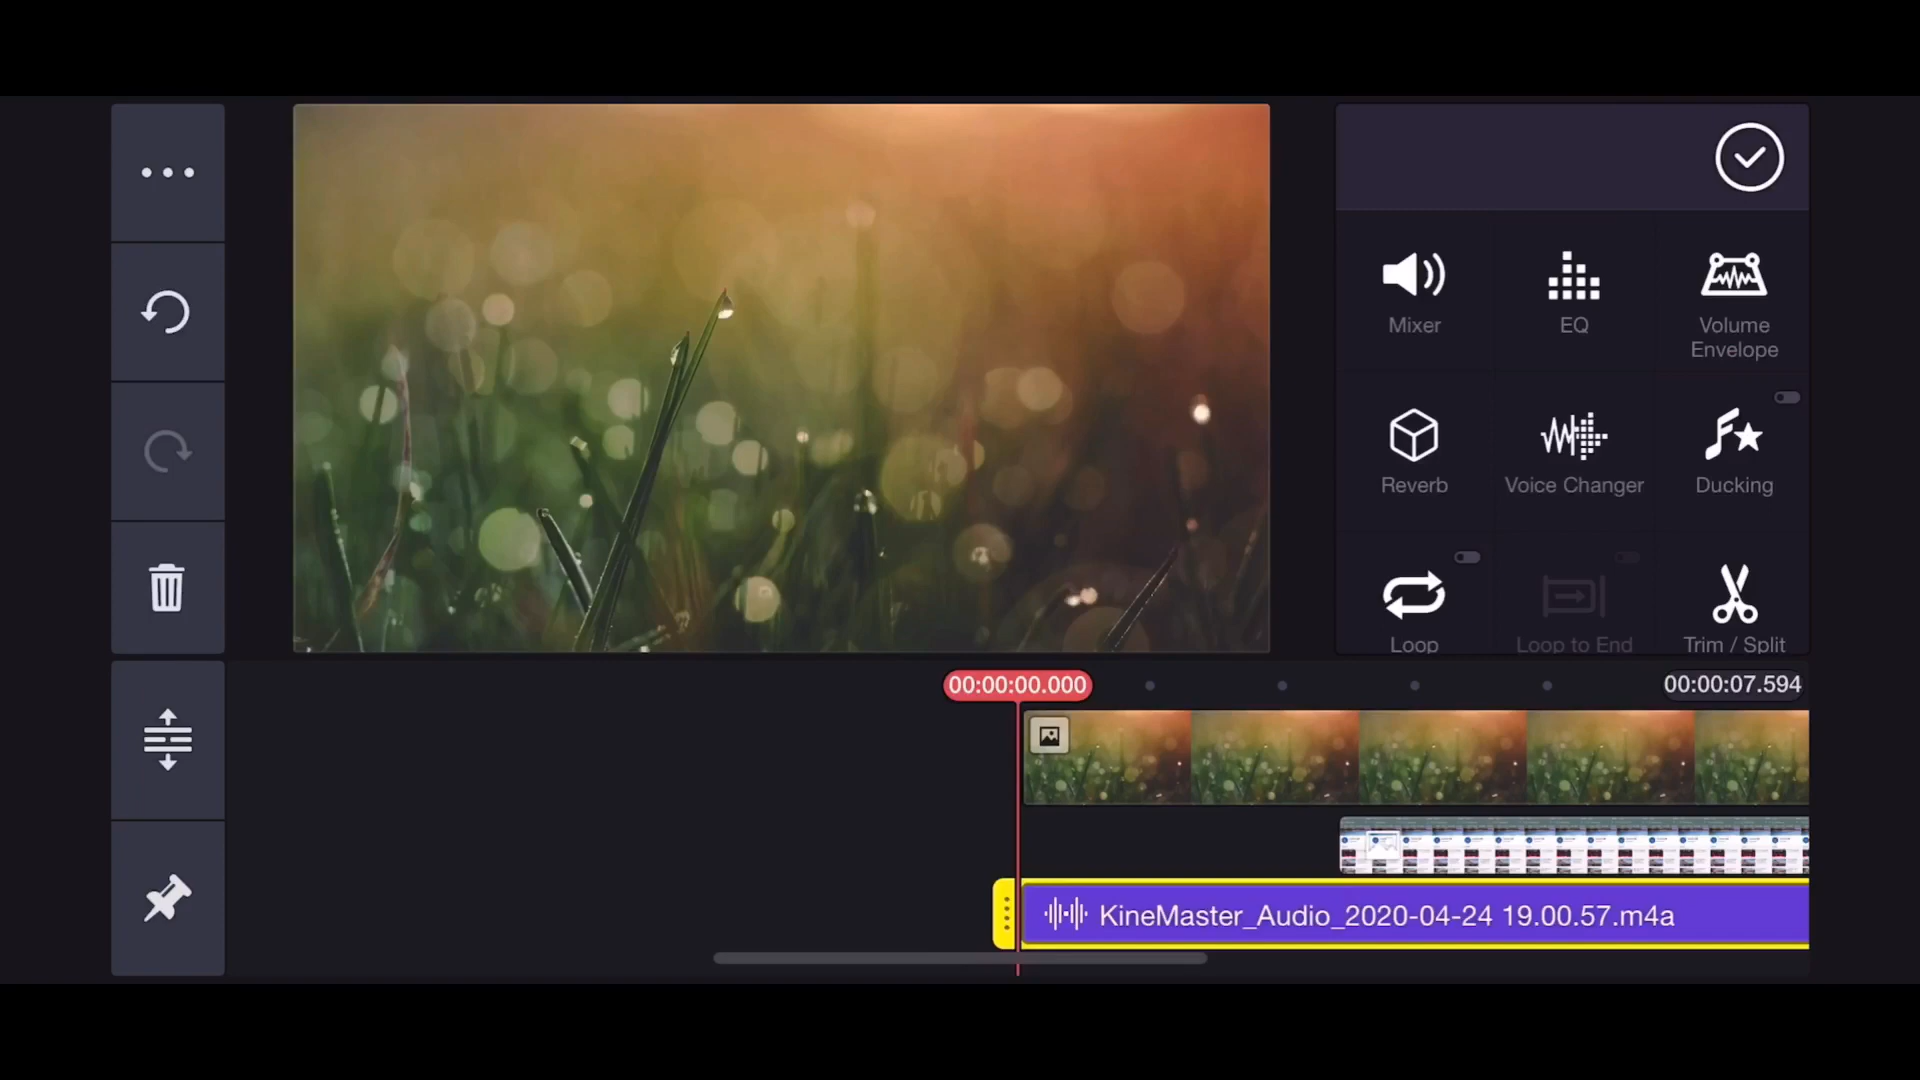 Mixer
EQ
Volume
Envelope
Reverb
Voice Changer
Ducking
Loop
Loop to End
Trim / Split
00:00:00.000
00:00:07.594
KineMaster_Audio_2020-04-24 19.00.57.m4a